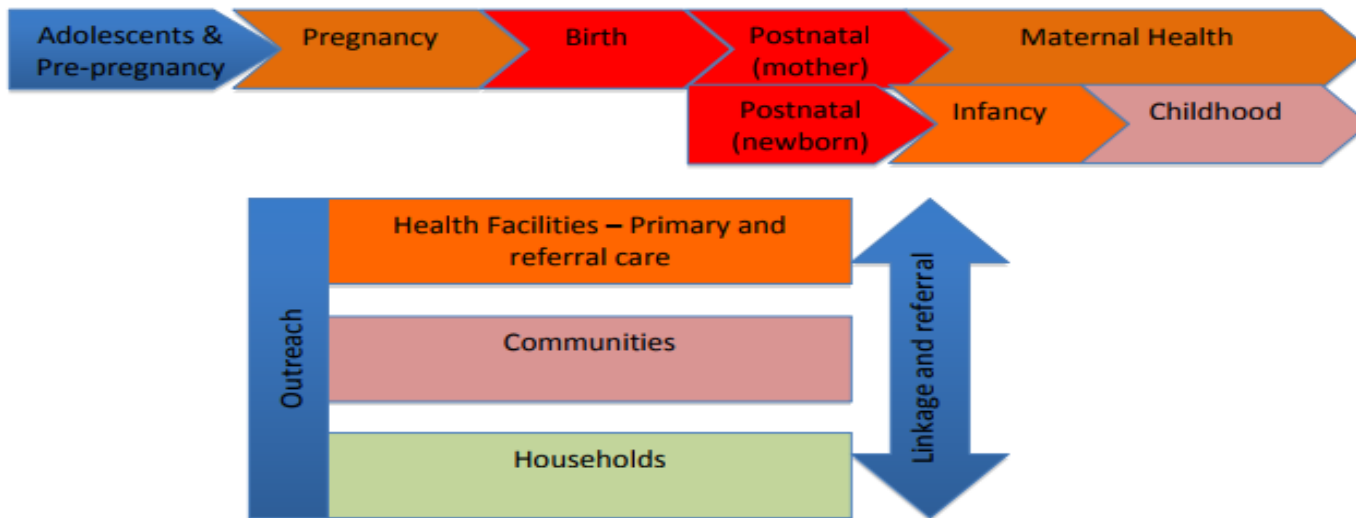 Adolescents &
Pre-pregnancy
Pregnancy
Birth
Postnatal
(mother)
Maternal Health
Postnatal
(newborn)
Infancy
Childhood
Outreach
Health Facilities – Primary and
referral care
Communities
Households
Linkage and referral